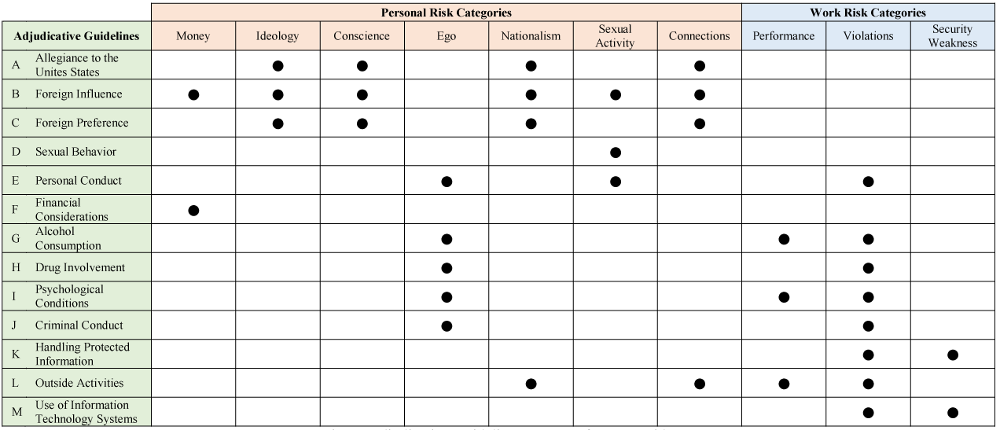 Personal Risk Categories Work Risk Categories
Adjudicative Guidelines Money Ideology Conscience Ego Nationalism Sexual Activity Connections Performance Violations Security Weakness
A Allegiance to the
Unites States ● ● ● ●
B Foreign Influence ● ● ● ● ● ●
C Foreign Preference ● ● ● ●
D Sexual Behavior ●
E Personal Conduct ● ● ●
F Financial
Considerations ●
G Alcohol
Consumption ● ● ●
H Drug Involvement ● ●
I Psychological
Conditions ● ● ●
J Criminal Conduct ● ●
K Handling Protected
Information ● ●
L Outside Activities ● ● ● ●
M Use of Information
Technology Systems ● ●